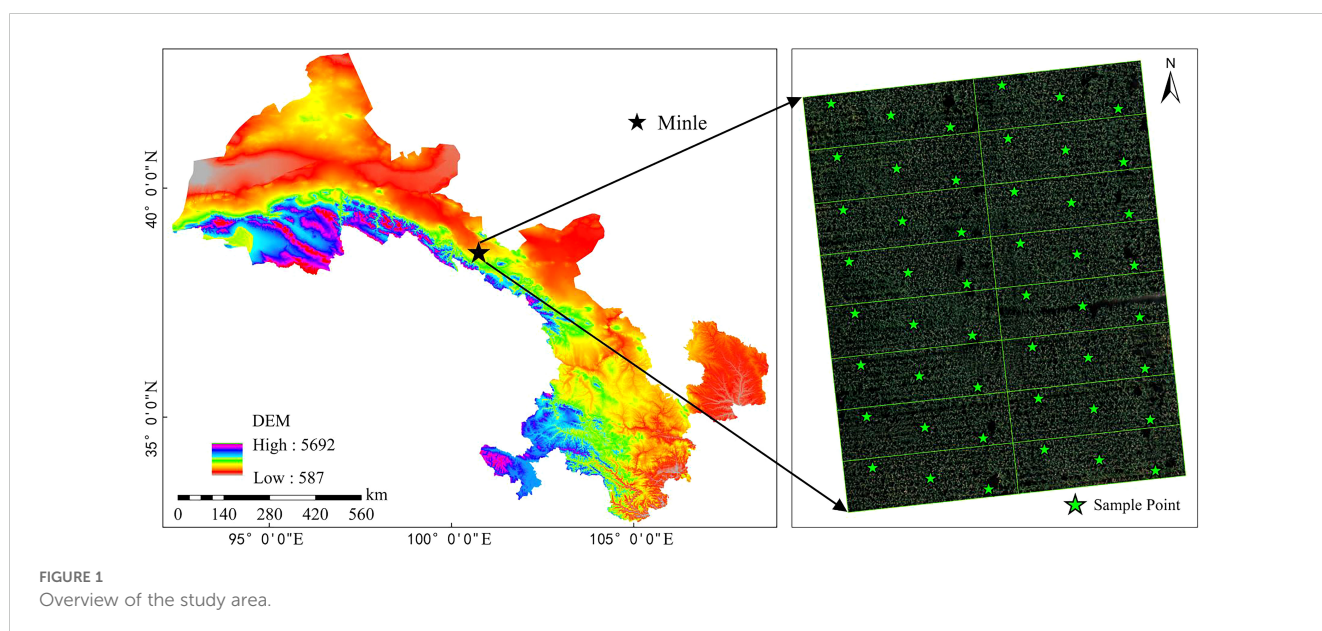 N
Minle
40° 0'0"N
35° 0'0"N
DEM
High : 5692
Low : 587
km
0 140 280 420 560
95° 0'0"E 100° 0'0"E 105° 0'0"E
Sample Point
FIGURE 1
Overview of the study area.